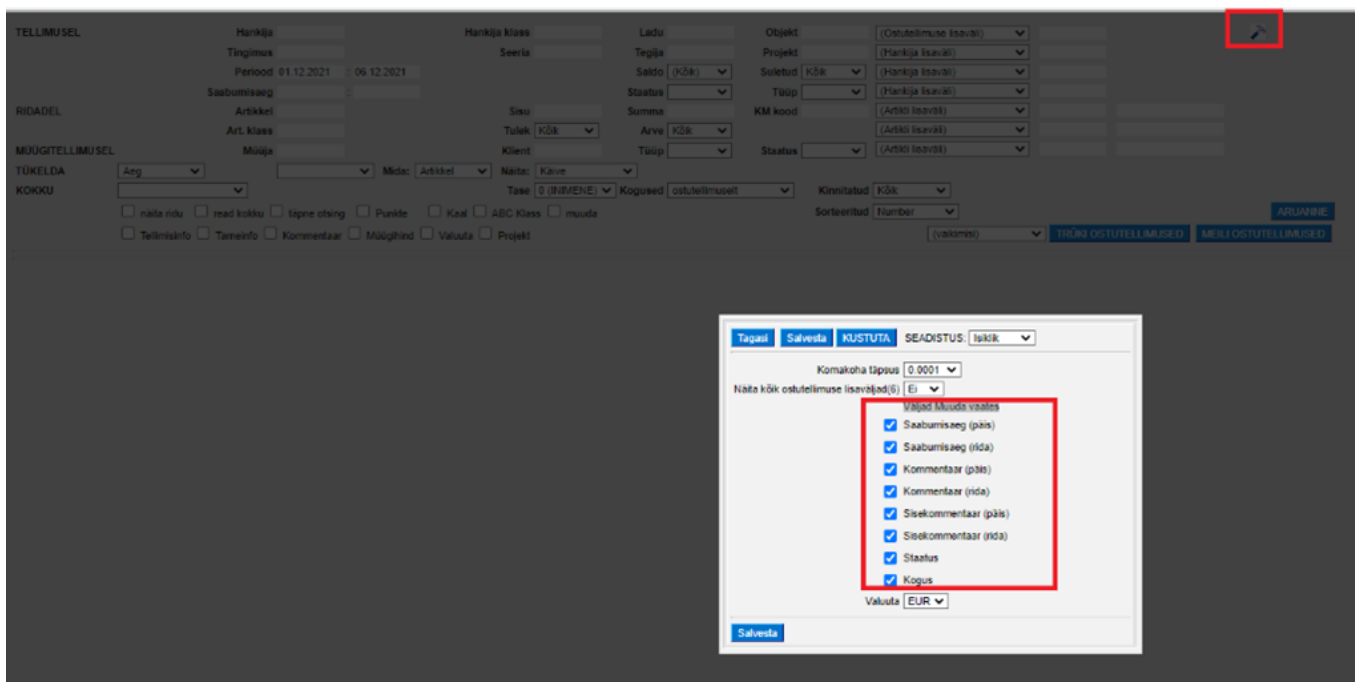 TELLIMUSEL Hankija Hankija klass Ladu Objekt (Ostutellimuse lisaväli)
Tingimus Seeria Tegija Projekt (Hankija lisaväli)
Periood 01.12.2021 : 06.12.2021 Saldo (Kõik) Suletud Kõik (Hankija lisaväli)
Saabumisaeg : Staatus Tüüp (Hankija lisaväli)
RIDADEL Artikkel Sisu Summa KM kood (Artikli lisaväli)
Art. klass Tulek Kõik Arve Kõik (Artikli lisaväli)
MÜÜGITELLIMUSEL Müüja Klient Tüüp Staatus (Artikli lisaväli)
TÜKELDA Aeg Mida: Artikkel Näita: Käive
KOKKU Tase 0 (INIMENE) Kogused ostutellimuselt Kinnitatud Kõik
näita ridu read kokku täpne otsing Punkte Kaal ABC Klass muuda Sorteeritud Number ARUANNE
Tellimisinfo Tarneinfo Kommentaar Müügihind Valuuta Projekt (vaikimisi) TRÜKI OSTUTELLIMUSED MEILI OSTUTELLIMUSED
Tagasi Salvesta KUSTUTA SEADISTUS: Isiklik
Komakoha täpsus 0.0001
Näita kõik ostutellimuse lisaväljad(6) Ei
Väljad Muuda vaates
Saabumisaeg (päis)
Saabumisaeg (rida)
Kommentaar (päis)
Kommentaar (rida)
Sisekommentaar (päis)
Sisekommentaar (rida)
Staatus
Kogus
Valuuta EUR
Salvesta